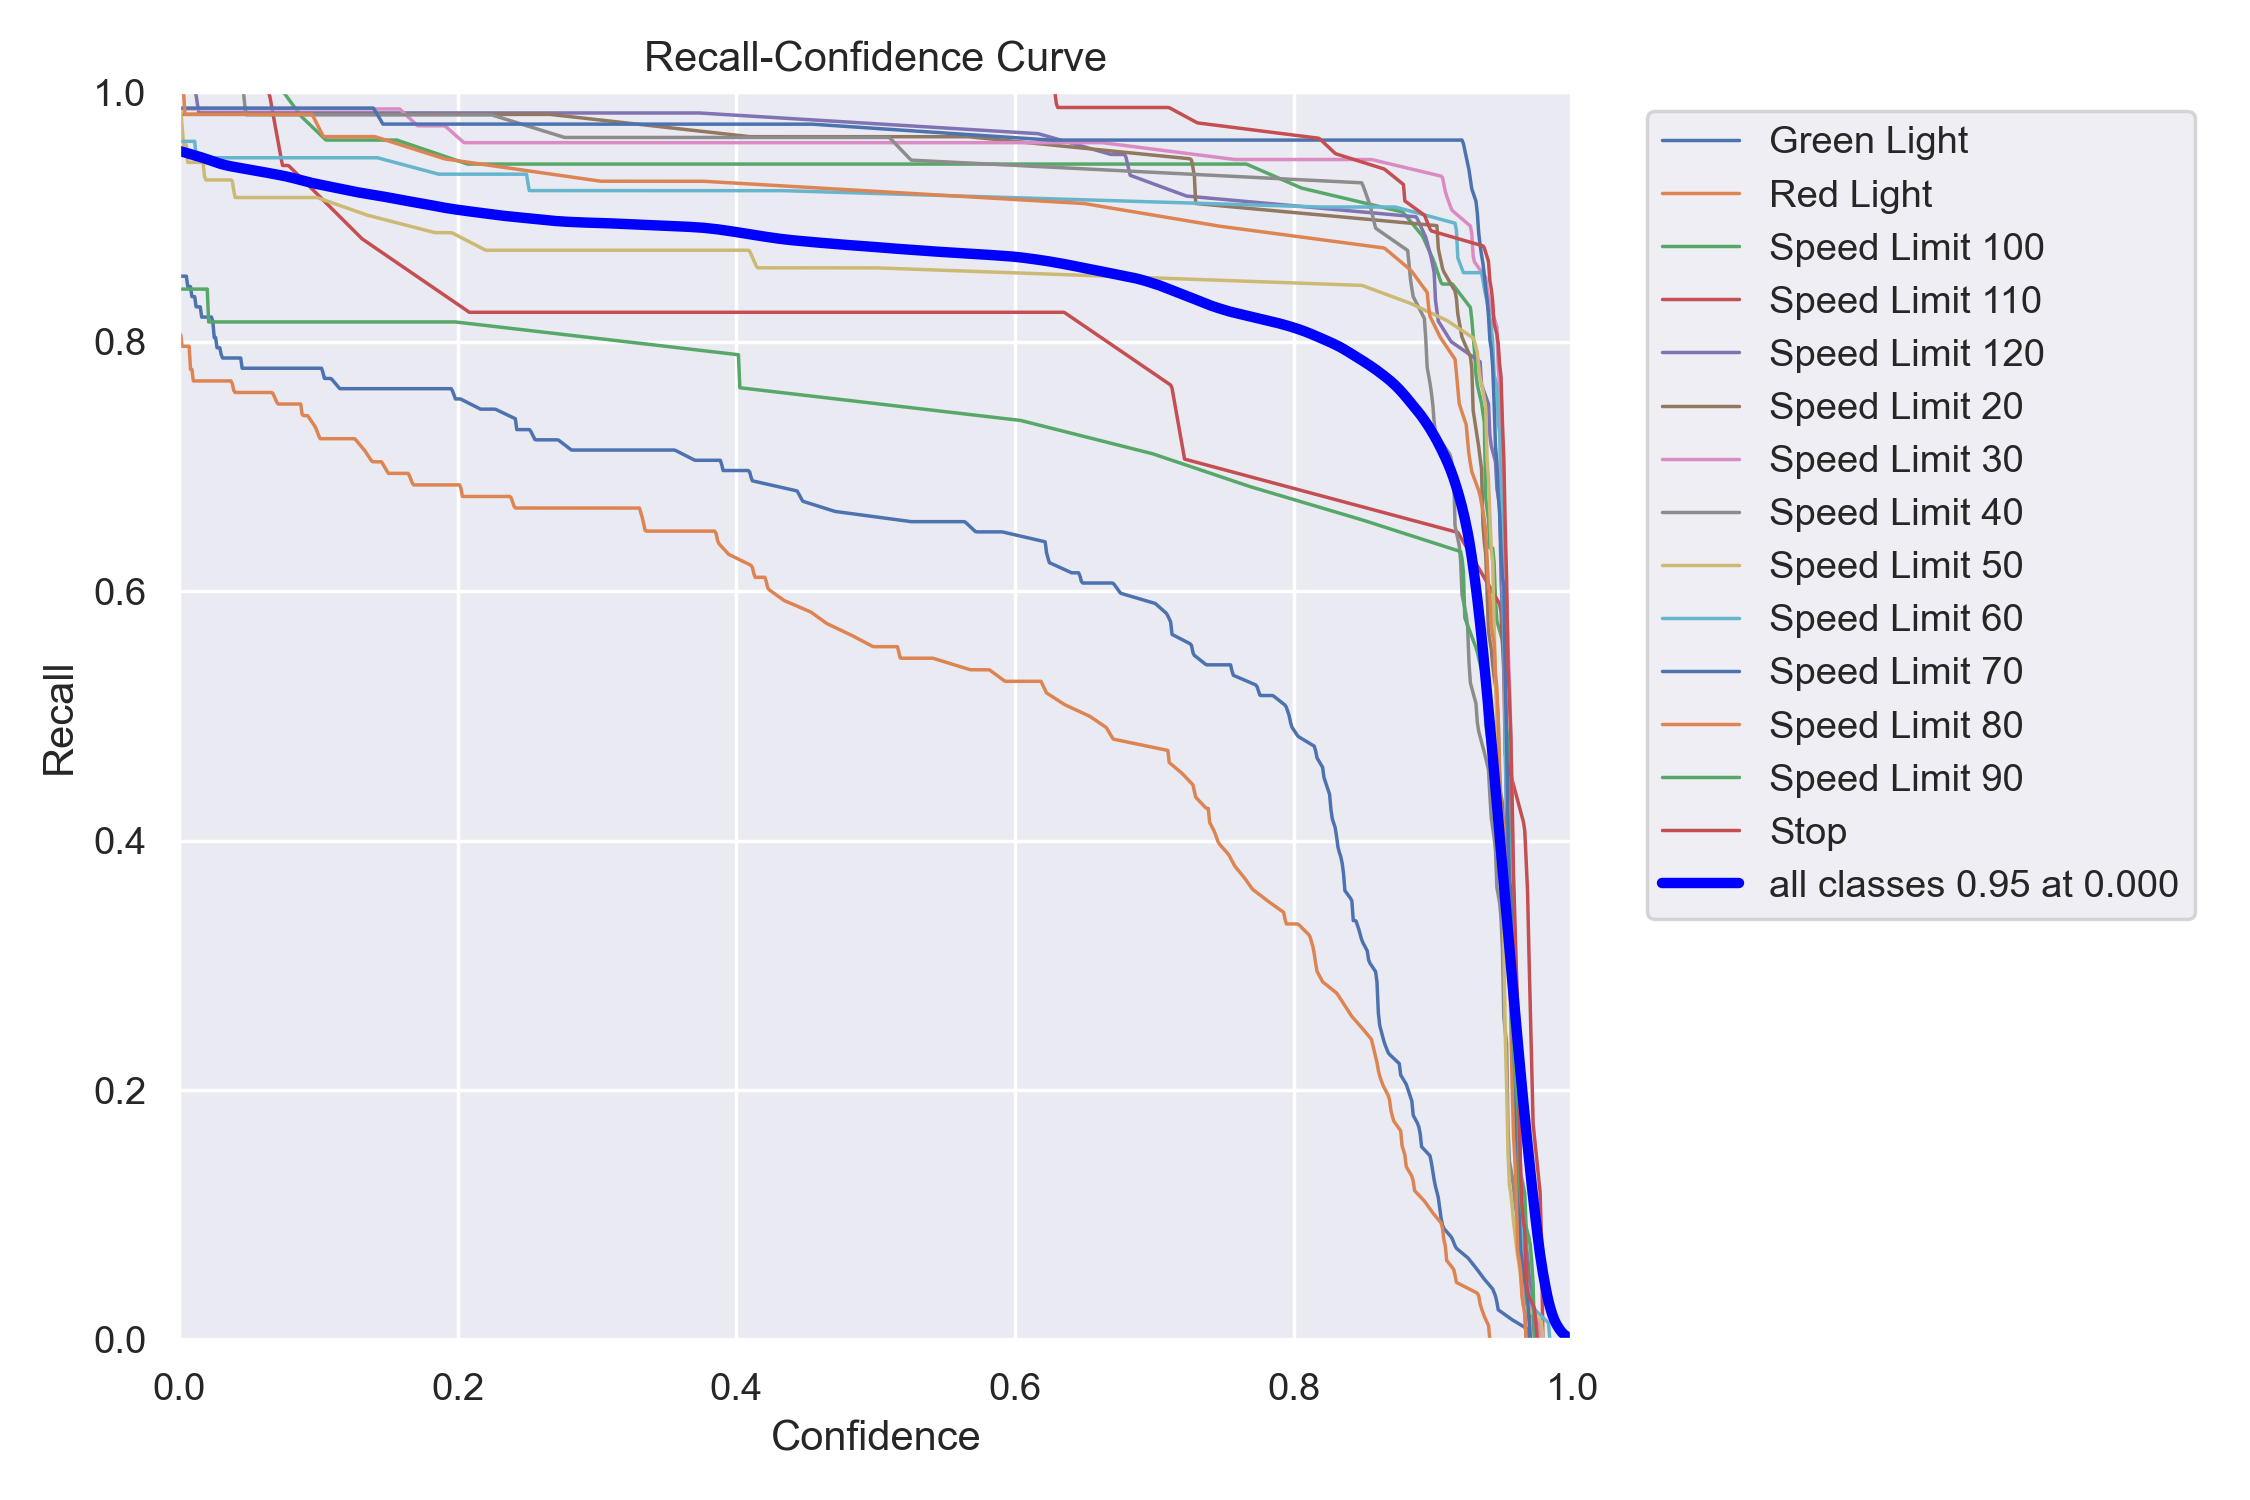 Recall-Confidence Curve
1.0
0.8
0.6
0.4
0.2
0.0
Recall
0.0 0.2 0.4 0.6 0.8 1.0
Confidence
Green Light
Red Light
Speed Limit 100
Speed Limit 110
Speed Limit 120
Speed Limit 20
Speed Limit 30
Speed Limit 40
Speed Limit 50
Speed Limit 60
Speed Limit 70
Speed Limit 80
Speed Limit 90
Stop
all classes 0.95 at 0.000